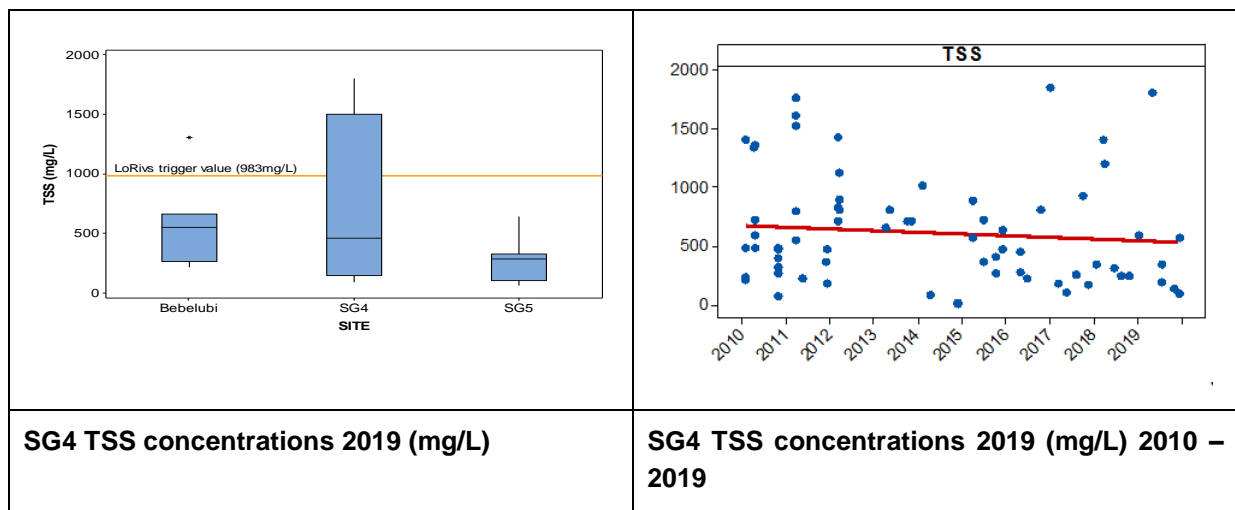 2000
1500
1000
500
0
TSS (mg/L)
LoRivs trigger value (983mg/L)
Bebelubi
SG4
SG5
SITE
TSS
2000
1500
1000
500
0
2010
2011
2012
2013
2014
2015
2016
2017
2018
2019
SG4 TSS concentrations 2019 (mg/L)
SG4 TSS concentrations 2019 (mg/L) 2010 –
2019